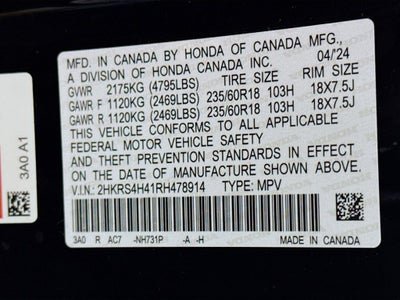 MFD. IN CANADA BY HONDA OF CANADA MFG.,
A DIVISION OF HONDA CANADA INC. 04/24
GVWR 2175KG (4795LBS) TIRE SIZE RIM SIZE
GAWR F 1120KG (2469LBS) 235/60R18 103H 18X7.5J
GAWR R 1120KG (2469LBS) 235/60R18 103H 18X7.5J
THIS VEHICLE CONFORMS TO ALL APPLICABLE
FEDERAL MOTOR VEHICLE SAFETY
AND THEFT PREVENTION STANDARDS IN EFFECT
ON THE DATE OF MANUFACTURE SHOWN ABOVE.
V.I.N.: 2HKRS4H41RH478914 TYPE: MPV
3A0 R AC7 -NH731P -A -H MADE IN CANADA
3A0 A1